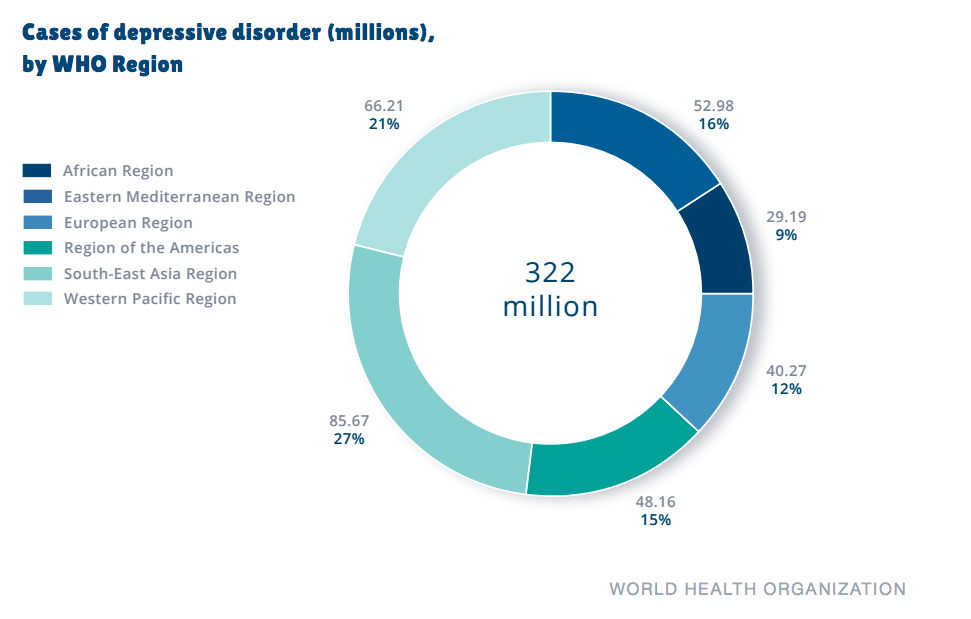 Cases of depressive disorder (millions),
by WHO Region
African Region
Eastern Mediterranean Region
European Region
Region of the Americas
South-East Asia Region
Western Pacific Region
66.21
21%
52.98
16%
29.19
9%
322
million
40.27
12%
85.67
27%
48.16
15%
WORLD HEALTH ORGANIZATION